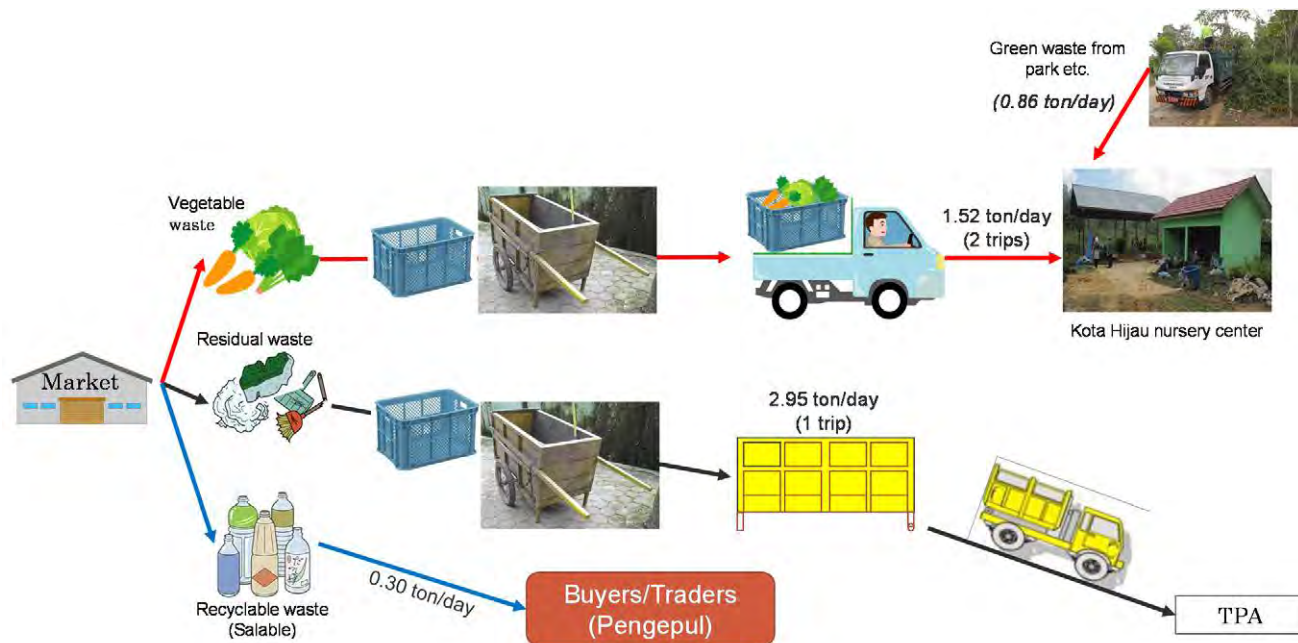 Green waste from
park etc.
(0.86 ton/day)
Vegetable
waste
1.52 ton/day
(2 trips)
Kota Hijau nursery center
Residual waste
Market
2.95 ton/day
(1 trip)
Recyclable waste
(Salable)
0.30 ton/day
Buyers/Traders
(Pengepul)
TPA